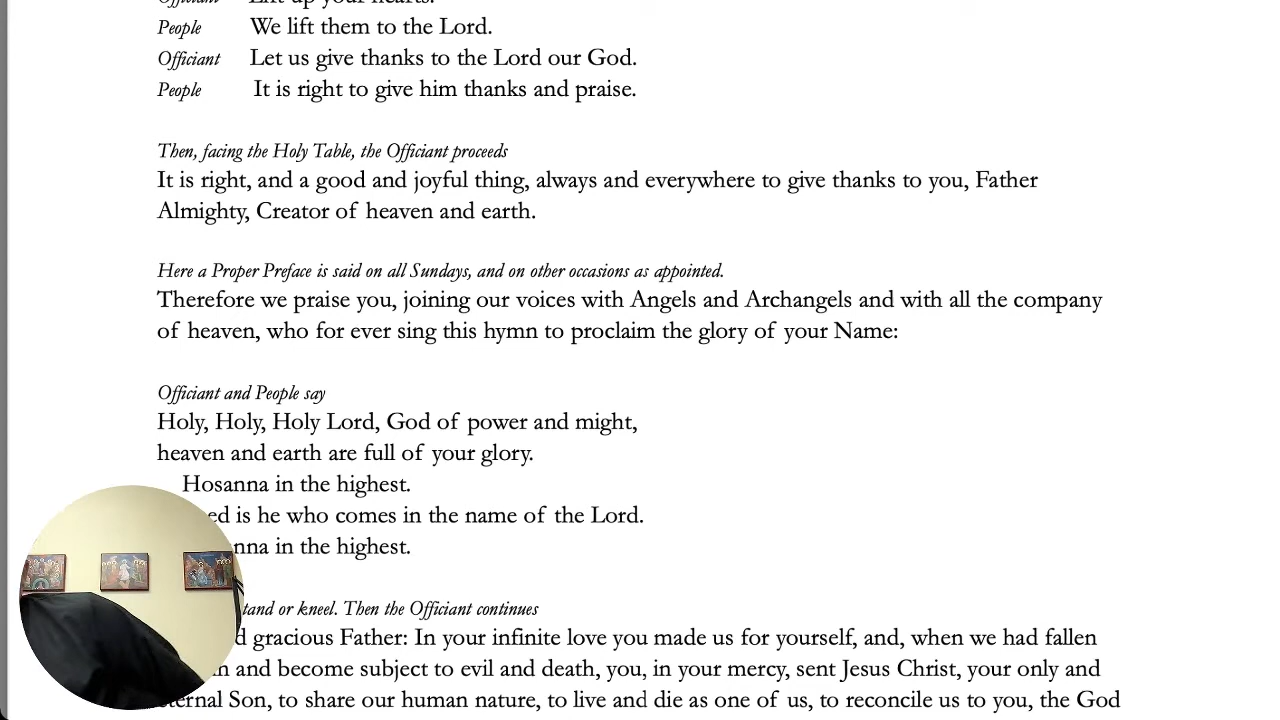 Officiant Lift up your hearts.
People We lift them to the Lord.
Officiant Let us give thanks to the Lord our God.
People It is right to give him thanks and praise.
Then, facing the Holy Table, the Officiant proceeds
It is right, and a good and joyful thing, always and everywhere to give thanks to you, Father
Almighty, Creator of heaven and earth.
Here a Proper Preface is said on all Sundays, and on other occasions as appointed.
Therefore we praise you, joining our voices with Angels and Archangels and with all the company
of heaven, who for ever sing this hymn to proclaim the glory of your Name:
Officiant and People say
Holy, Holy, Holy Lord, God of power and might,
heaven and earth are full of your glory.
Hosanna in the highest.
is he who comes in the name of the Lord.
in the highest.
or kneel. Then the Officiant continues
gracious Father: In your infinite love you made us for yourself, and, when we had fallen
and become subject to evil and death, you, in your mercy, sent Jesus Christ, your only and
eternal Son, to share our human nature, to live and die as one of us, to reconcile us to you, the God